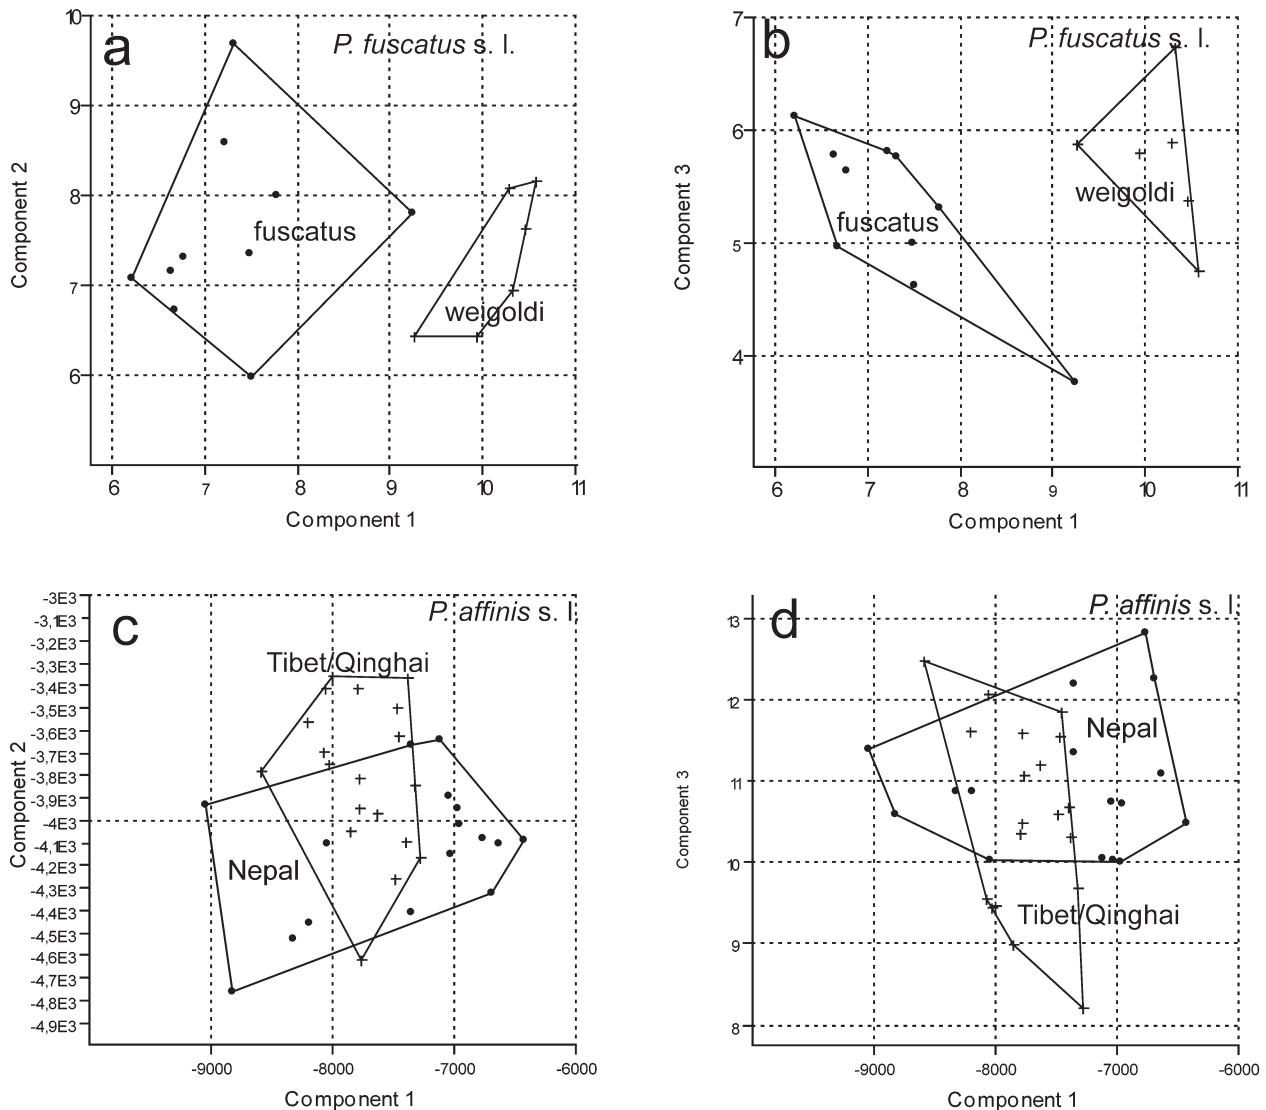 a
P. fuscatus s. l.
10
9
8
7
6
Component 2
fuscatus
weigoldi
6
7
8
9
10
11
Component 1
b
P. fuscatus s. l.
7
6
5
4
Component 3
fuscatus
weigoldi
6
7
8
9
10
11
Component 1
c
P. affinis s. l.
-3E3
-3,1E3
-3,2E3
-3,3E3
-3,4E3
-3,5E3
-3,6E3
-3,7E3
-3,8E3
-3,9E3
-4E3
-4,1E3
-4,2E3
-4,3E3
-4,4E3
-4,5E3
-4,6E3
-4,7E3
-4,8E3
-4,9E3
Component 2
Tibet/Qinghai
Nepal
-9000
-8000
-7000
-6000
Component 1
d
P. affinis s. l.
13
12
11
10
9
8
Component 3
Nepal
Tibet/Qinghai
-9000
-8000
-7000
-6000
Component 1